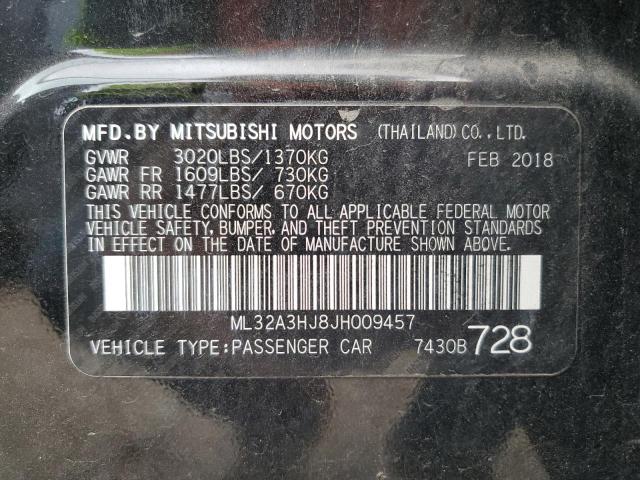 MFD.BY MITSUBISHI MOTORS (THAILAND) CO.,LTD.
GVWR 3020LBS/1370KG FEB 2018
GAWR FR 1609LBS/ 730KG
GAWR RR 1477LBS/ 670KG
THIS VEHICLE CONFORMS TO ALL APPLICABLE FEDERAL MOTOR
VEHICLE SAFETY, BUMPER, AND THEFT PREVENTION STANDARDS
IN EFFECT ON THE DATE OF MANUFACTURE SHOWN ABOVE.
ML32A3HJ8JH009457
VEHICLE TYPE:PASSENGER CAR 7430B 728